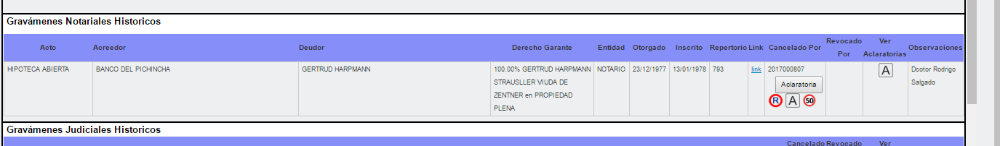 Gravámenes Notariales Historicos
Acto Acreedor Deudor Derecho Garante Entidad Otorgado Inscrito Repertorio Link Cancelado Por Revocado Por Ver Aclaratorias Observaciones
HIPOTECA ABIERTA BANCO DEL PICHINCHA GERTRUD HARPMANN 100.00% GERTRUD HARPMANN NOTARIO 23/12/1977 13/01/1978 793 link 2017000807 A Dcotor Rodrigo
STRAUSLLER VIUDA DE Aclaratoria Salgado
ZENTNER en PROPIEDAD R A 50
PLENA
Gravámenes Judiciales Historicos
Cancelado Revocado Ver